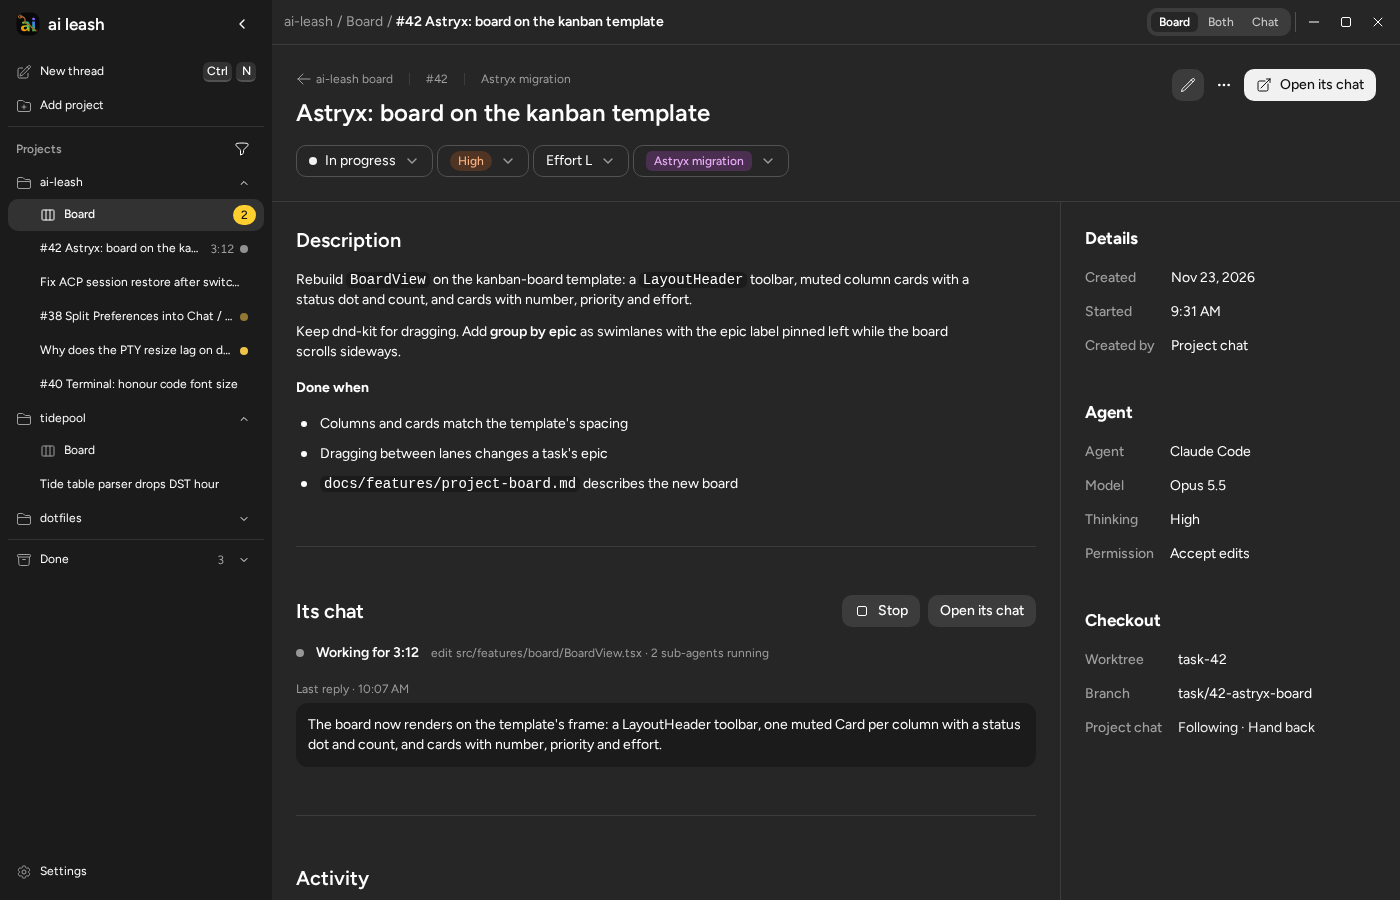 ai leash
New thread Ctrl N
Add project
Projects
ai-leash
Board 2
#42 Astryx: board on the ka... 3:12
Fix ACP session restore after switc...
#38 Split Preferences into Chat / ...
Why does the PTY resize lag on d...
#40 Terminal: honour code font size
tidepool
Board
Tide table parser drops DST hour
dotfiles
Done 3
Settings
ai-leash / Board / #42 Astryx: board on the kanban template
Board Both Chat
ai-leash board #42 Astryx migration
Astryx: board on the kanban template
Open its chat
In progress High Effort L Astryx migration
Description
Rebuild BoardView on the kanban-board template: a LayoutHeader toolbar, muted column cards with a
status dot and count, and cards with number, priority and effort.
Keep dnd-kit for dragging. Add group by epic as swimlanes with the epic label pinned left while the board
scrolls sideways.
Done when
Columns and cards match the template's spacing
Dragging between lanes changes a task's epic
docs/features/project-board.md describes the new board
Its chat
Stop Open its chat
Working for 3:12 edit src/features/board/BoardView.tsx · 2 sub-agents running
Last reply · 10:07 AM
The board now renders on the template's frame: a LayoutHeader toolbar, one muted Card per column with a status
dot and count, and cards with number, priority and effort.
Activity
Details
Created Nov 23, 2026
Started 9:31 AM
Created by Project chat
Agent
Agent Claude Code
Model Opus 5.5
Thinking High
Permission Accept edits
Checkout
Worktree task-42
Branch task/42-astryx-board
Project chat Following · Hand back